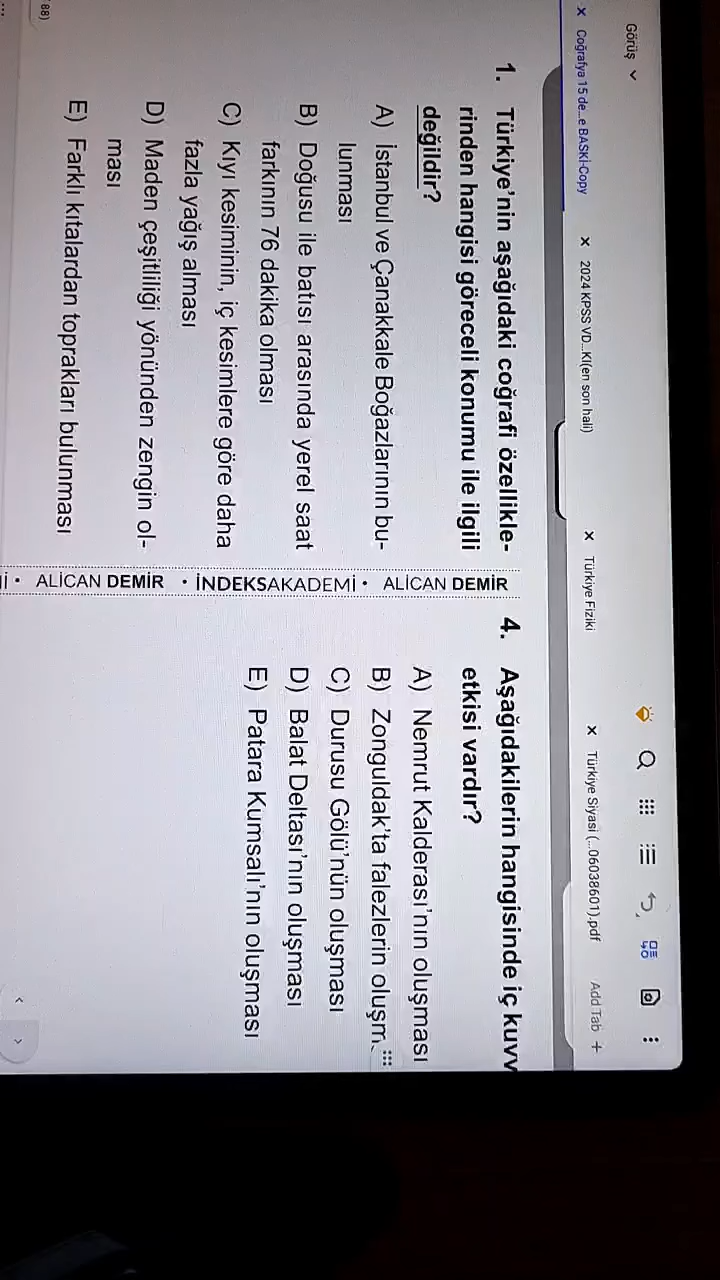 Görüş
Coğrafya 15 de...e BASKİ-Copy
2024 KPSS VD...Kİ(en son hali)
Türkiye Fiziki
Türkiye Siyasi (...06038601).pdf
Add Tab +
1. Türkiye'nin aşağıdaki coğrafi özellikle-
rinden hangisi göreceli konumu ile ilgili
değildir?
A) İstanbul ve Çanakkale Boğazlarının bu-
lunması
B) Doğusu ile batısı arasında yerel saat
farkının 76 dakika olması
C) Kıyı kesiminin, iç kesimlere göre daha
fazla yağış alması
D) Maden çeşitliliği yönünden zengin ol-
ması
E) Farklı kıtalardan toprakları bulunması
ALİCAN DEMİR • İNDEKSAKADEMİ • ALİCAN DEMİR
4. Aşağıdakilerin hangisinde iç kuvv
etkisi vardır?
A) Nemrut Kalderası'nın oluşması
B) Zonguldak'ta falezlerin oluşm
C) Durusu Gölü'nün oluşması
D) Balat Deltası'nın oluşması
E) Patara Kumsalı'nın oluşması